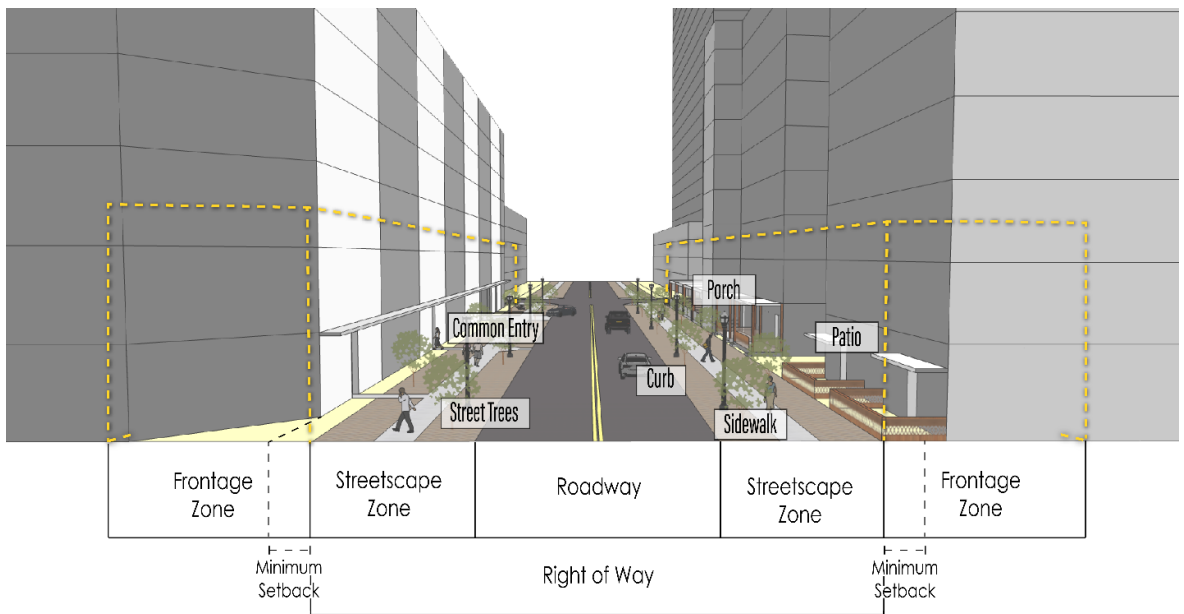 Porch
Common Entry
Patio
Curb
Street Trees
Sidewalk
Frontage
Zone
Streetscape
Zone
Roadway
Streetscape
Zone
Frontage
Zone
Minimum
Setback
Right of Way
Minimum
Setback